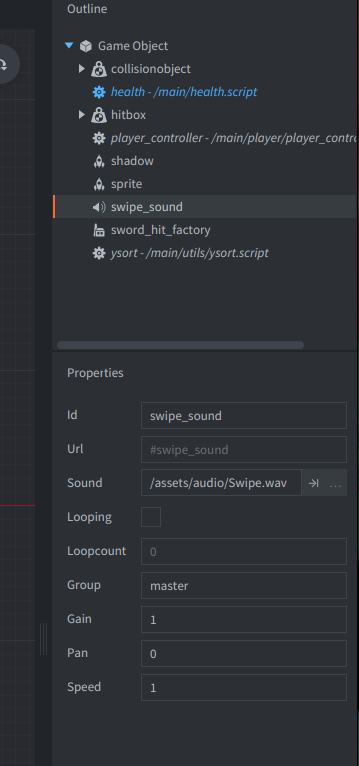 Outline
Game Object
collisionobject
health - /main/health.script
hitbox
player_controller - /main/player/player_contro
shadow
sprite
swipe_sound
sword_hit_factory
ysort - /main/utils/ysort.script
Properties
Id swipe_sound
Url #swipe_sound
Sound /assets/audio/Swipe.wav ...
Looping
Loopcount 0
Group master
Gain 1
Pan 0
Speed 1